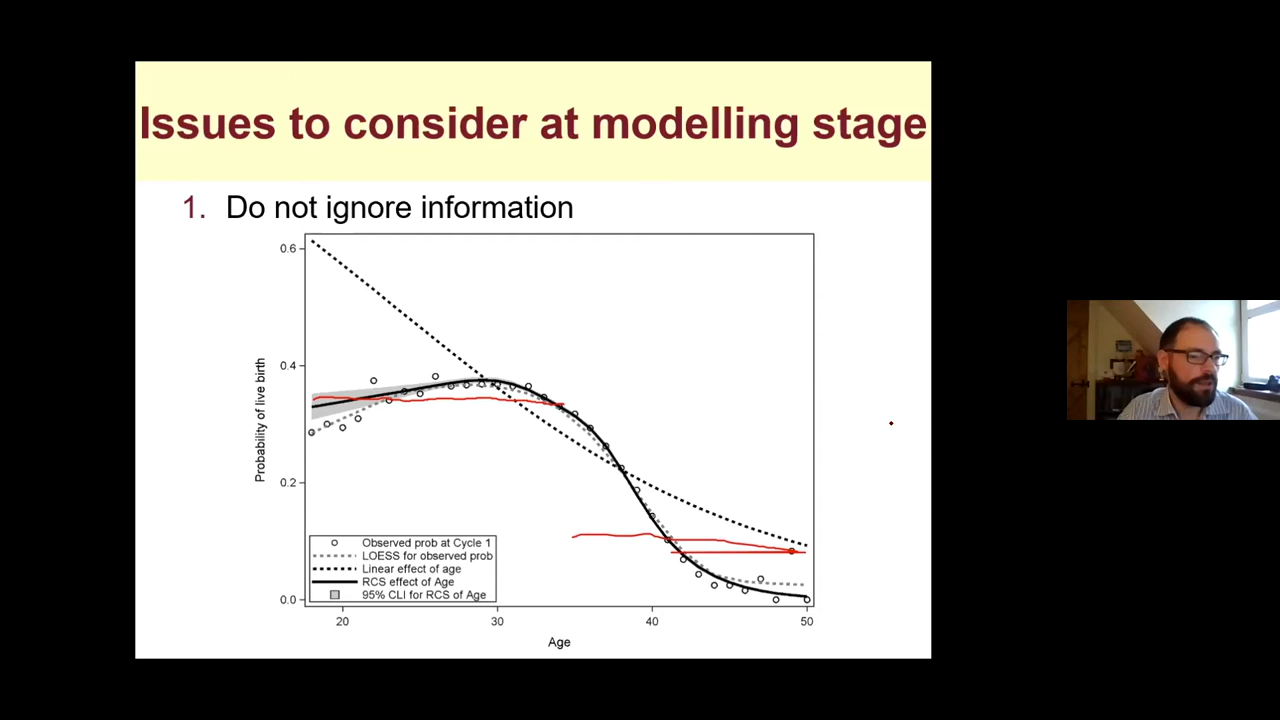 Issues to consider at modelling stage
1. Do not ignore information
0.6
0.4
0.2
0.0
Probability of live birth
Observed prob at Cycle 1
LOESS for observed prob
Linear effect of age
RCS effect of Age
95% CLI for RCS of Age
20 30 40 50
Age